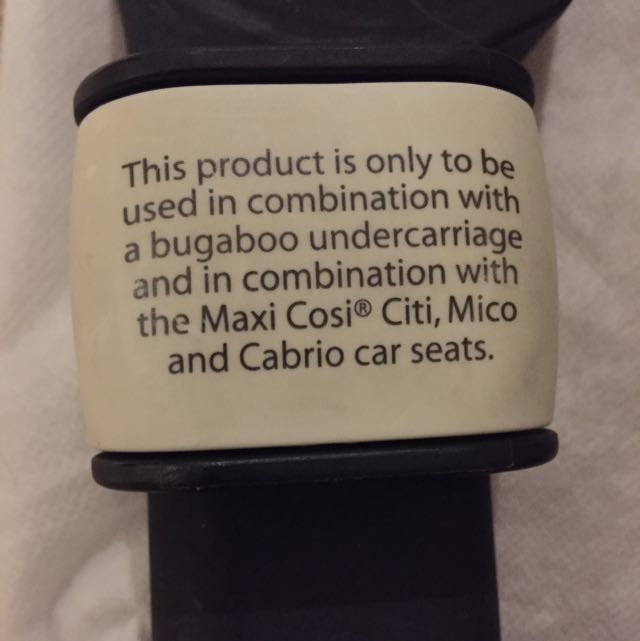 This product is only to be
used in combination with
a bugaboo undercarriage
and in combination with
the Maxi Cosi® Citi, Mico
and Cabrio car seats.